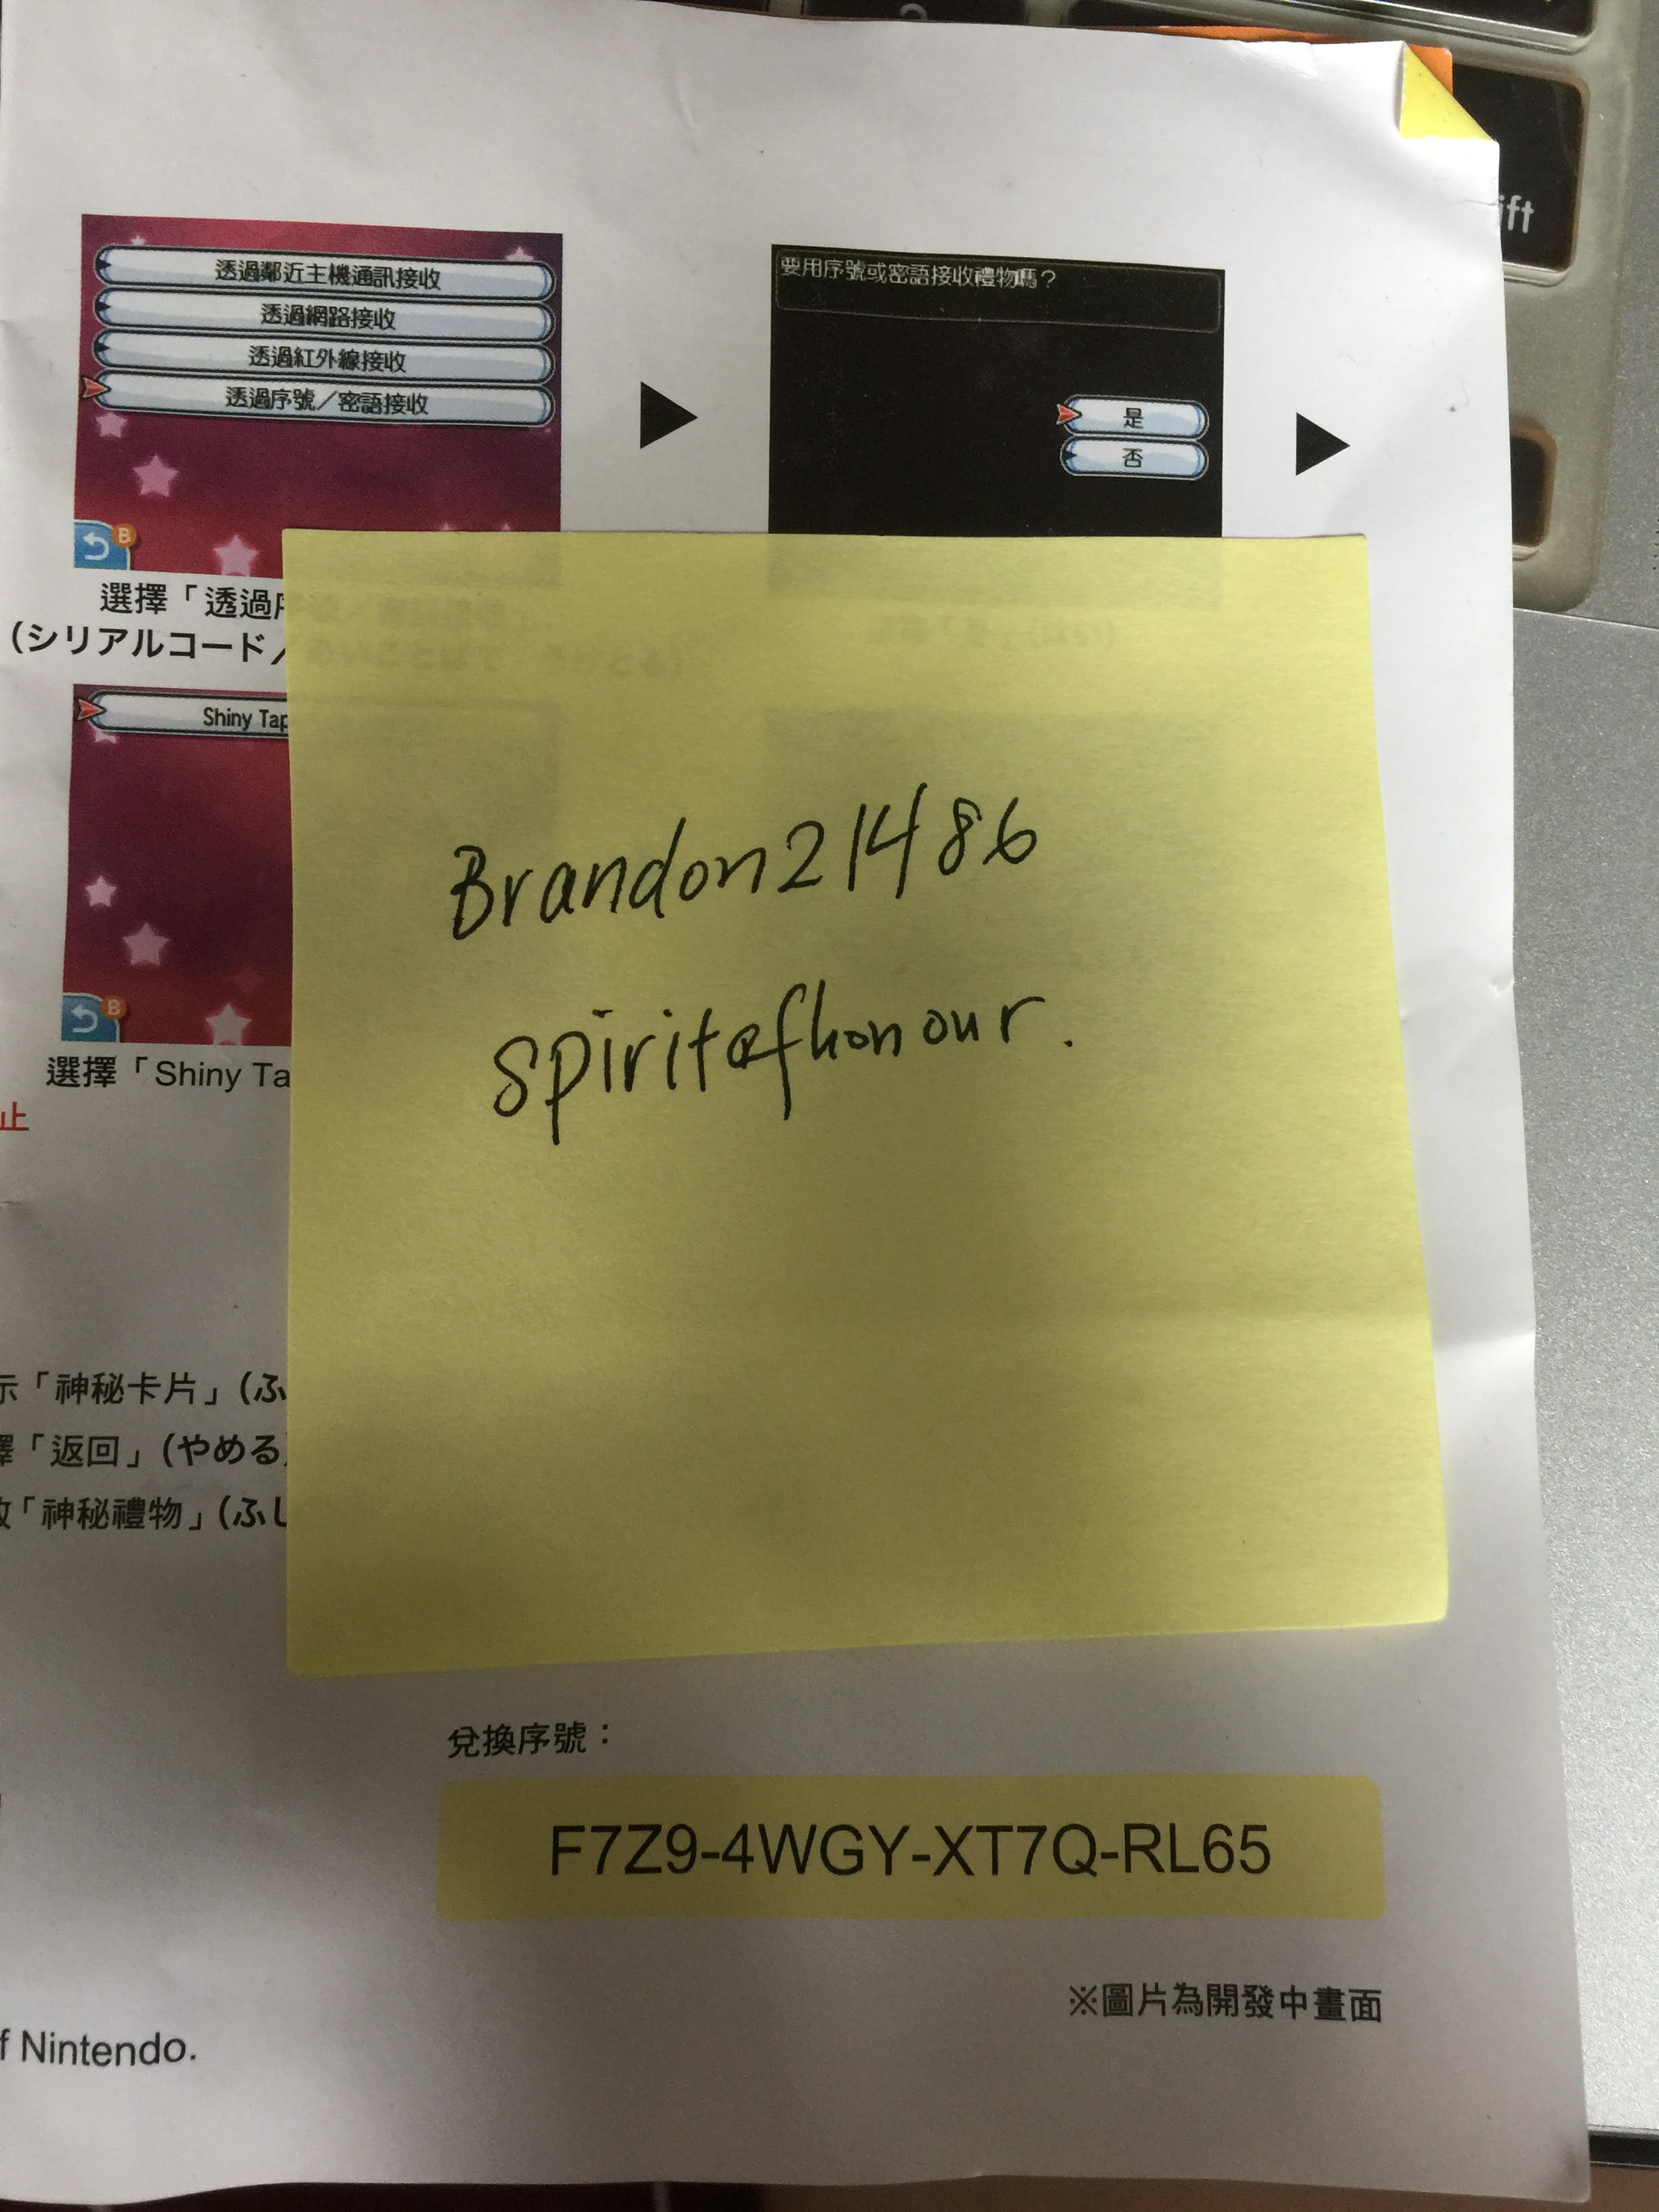 ift
透過鄰近主機通訊接收
透過網路接收
透過紅外線接收
透過序號／密語接收
B
要用序號或密語接收禮物嗎？
是
否
選擇「透過
(シリアルコード／
Shiny Tap
B
選擇「Shiny Ta
止
Brandon21486
spiritofhonour.
示「神秘卡片」(ふ
擇「返回」(やめる)
收「神秘禮物」(ふし
兌換序號：
F7Z9-4WGY-XT7Q-RL65
※圖片為開發中畫面
f Nintendo.